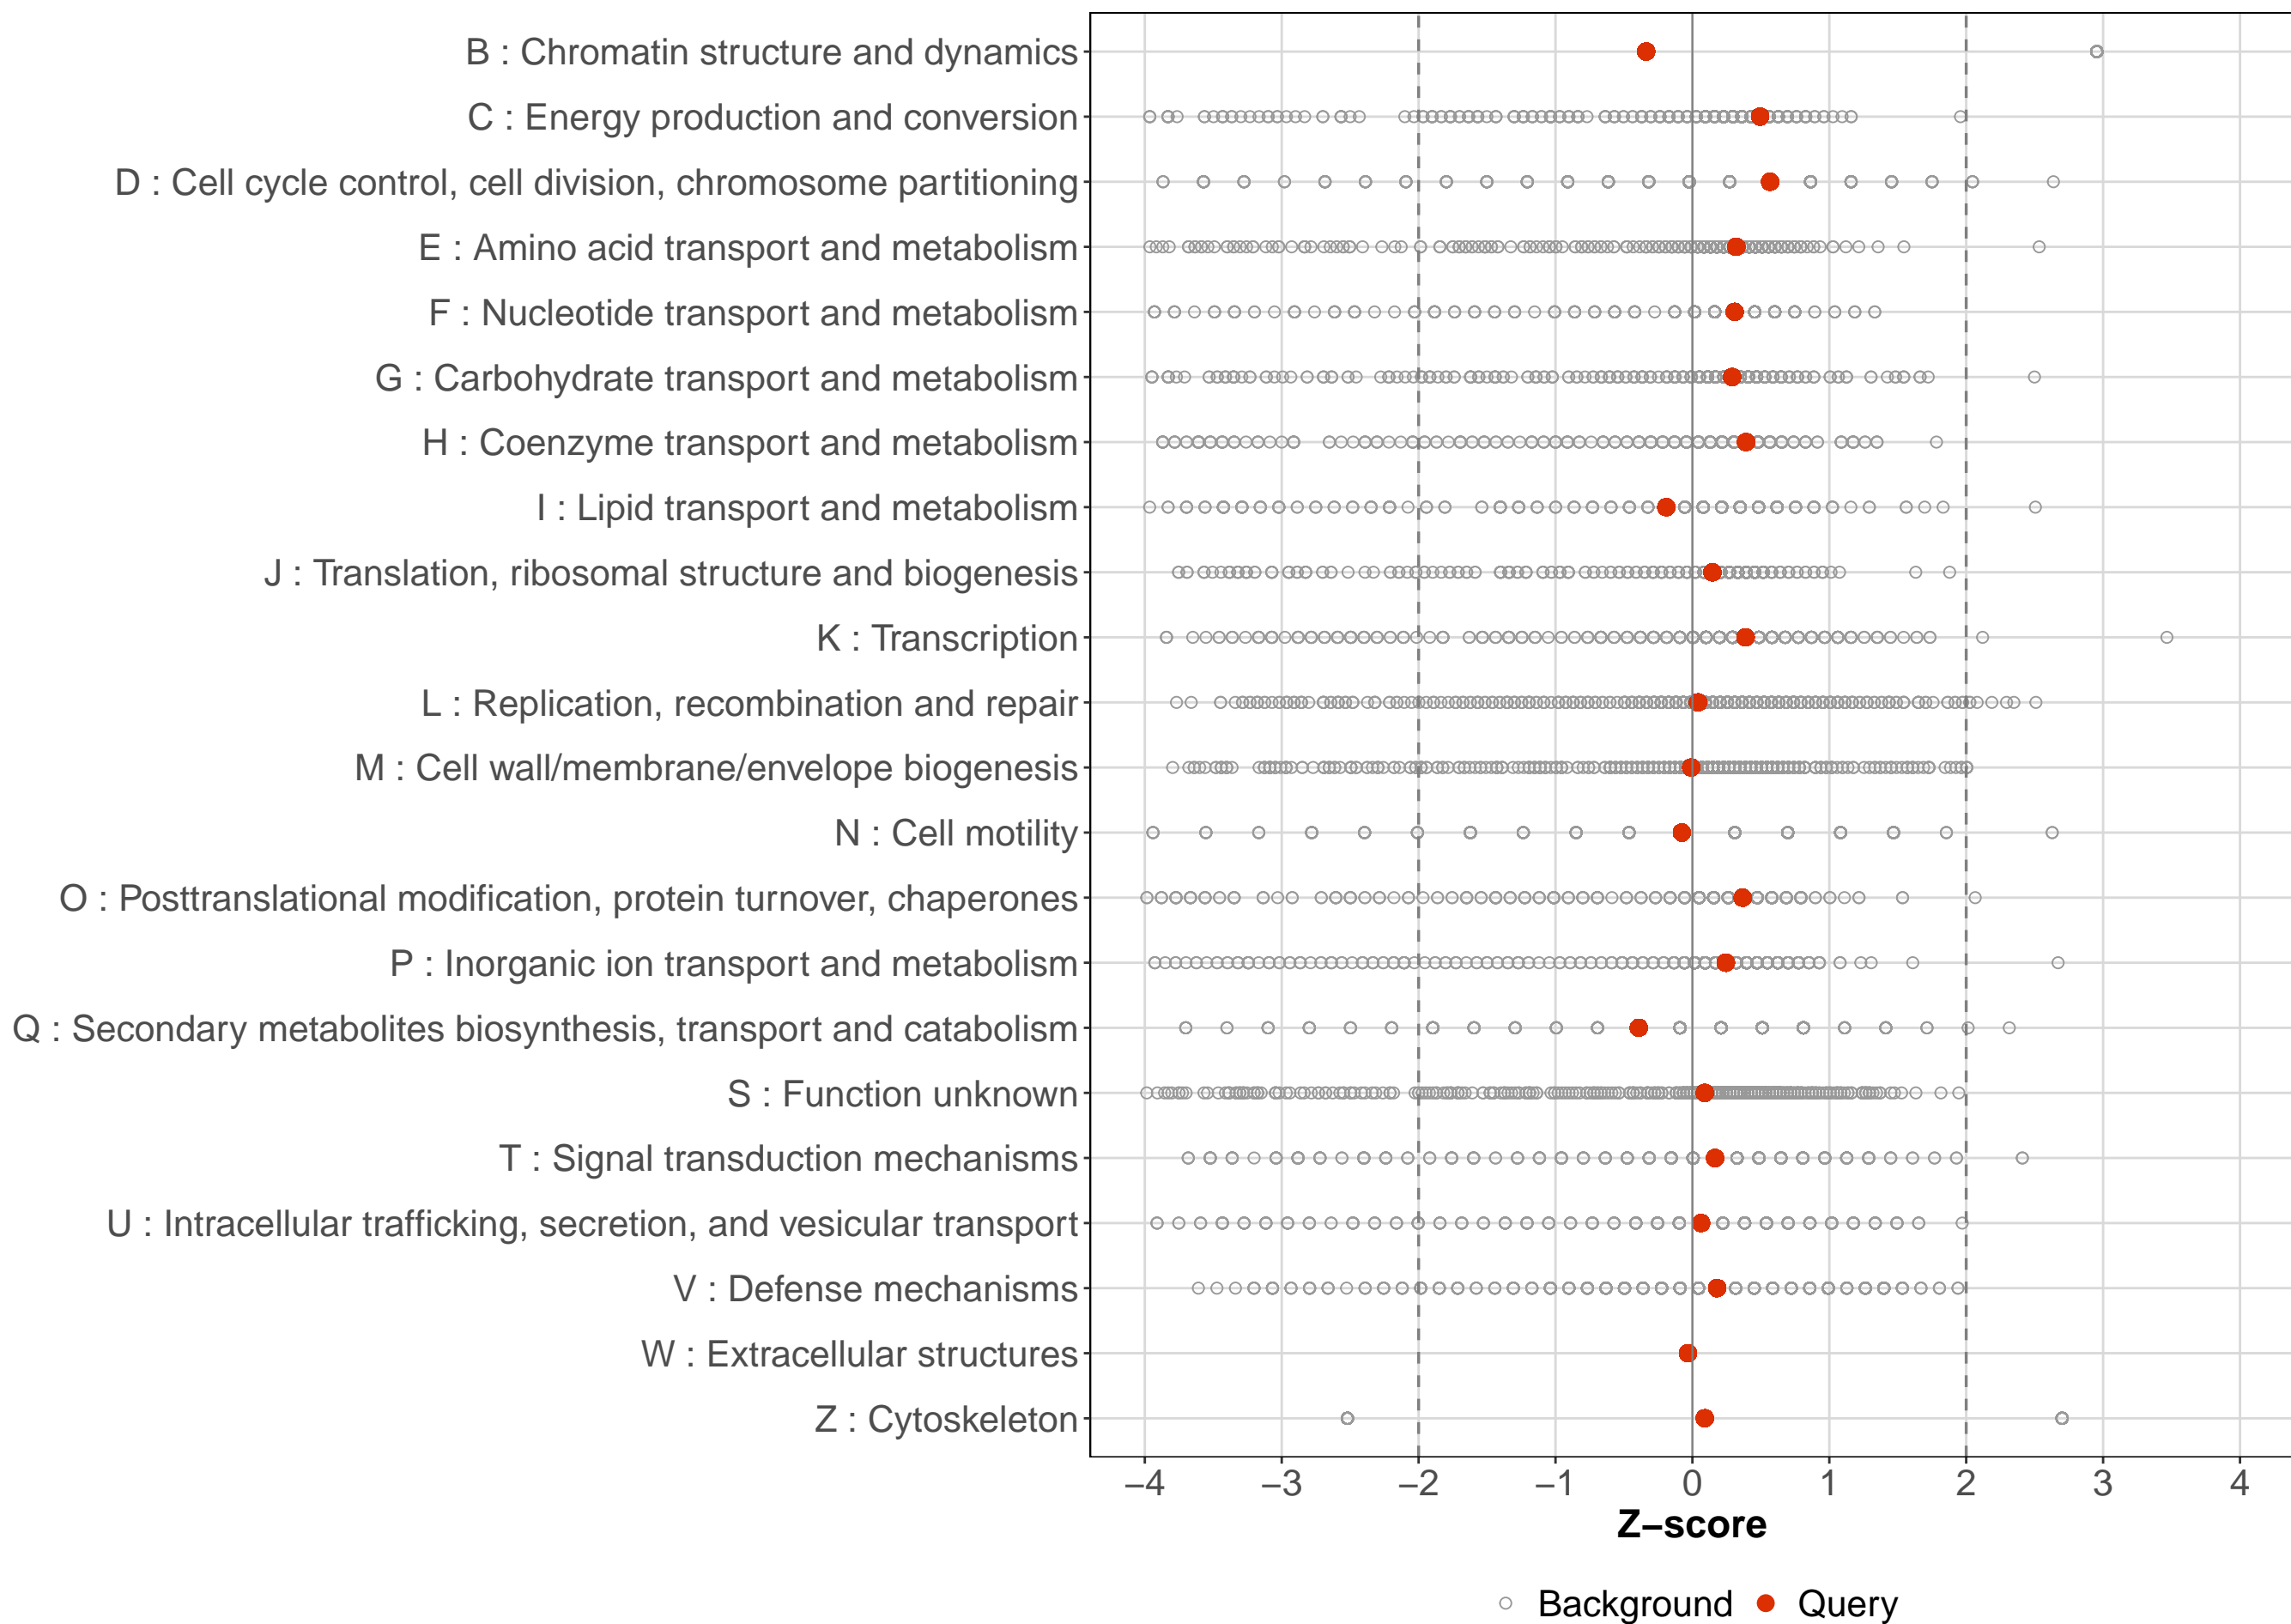 B : Chromatin structure and dynamics
C : Energy production and conversion
D : Cell cycle control, cell division, chromosome partitioning
E : Amino acid transport and metabolism
F : Nucleotide transport and metabolism
G : Carbohydrate transport and metabolism
H : Coenzyme transport and metabolism
I : Lipid transport and metabolism
J : Translation, ribosomal structure and biogenesis
K : Transcription
L : Replication, recombination and repair
M : Cell wall/membrane/envelope biogenesis
N : Cell motility
O : Posttranslational modification, protein turnover, chaperones
P : Inorganic ion transport and metabolism
Q : Secondary metabolites biosynthesis, transport and catabolism
S : Function unknown
T : Signal transduction mechanisms
U : Intracellular trafficking, secretion, and vesicular transport
V : Defense mechanisms
W : Extracellular structures
Z : Cytoskeleton
−4 −3 −2 −1 0 1 2 3 4
Z−score
Background Query